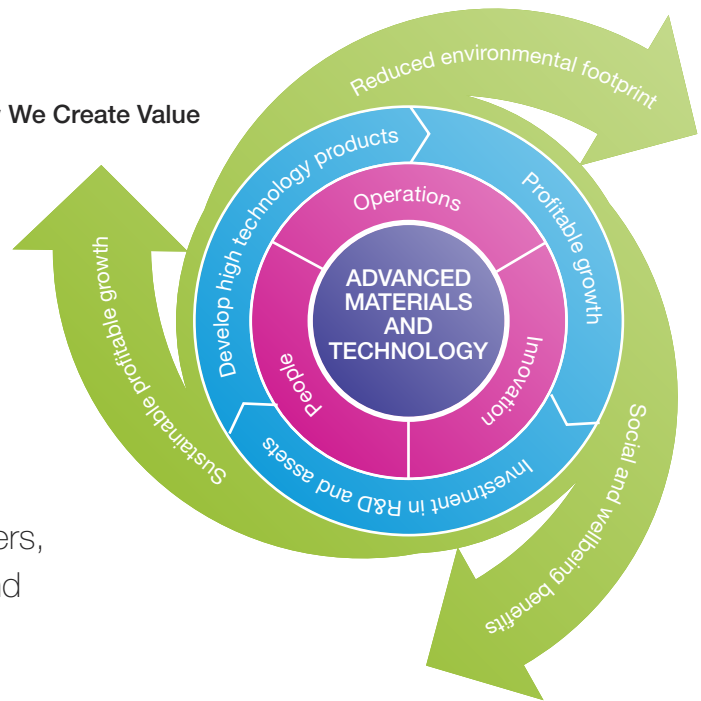 We Create Value
Reduced environmental footprint
Develop high technology products
Profitable growth
Operations
ADVANCED
MATERIALS
AND
TECHNOLOGY
Innovation
People
Investment in R&D and assets
Sustainable profitable growth
Social and wellbeing benefits
ers,